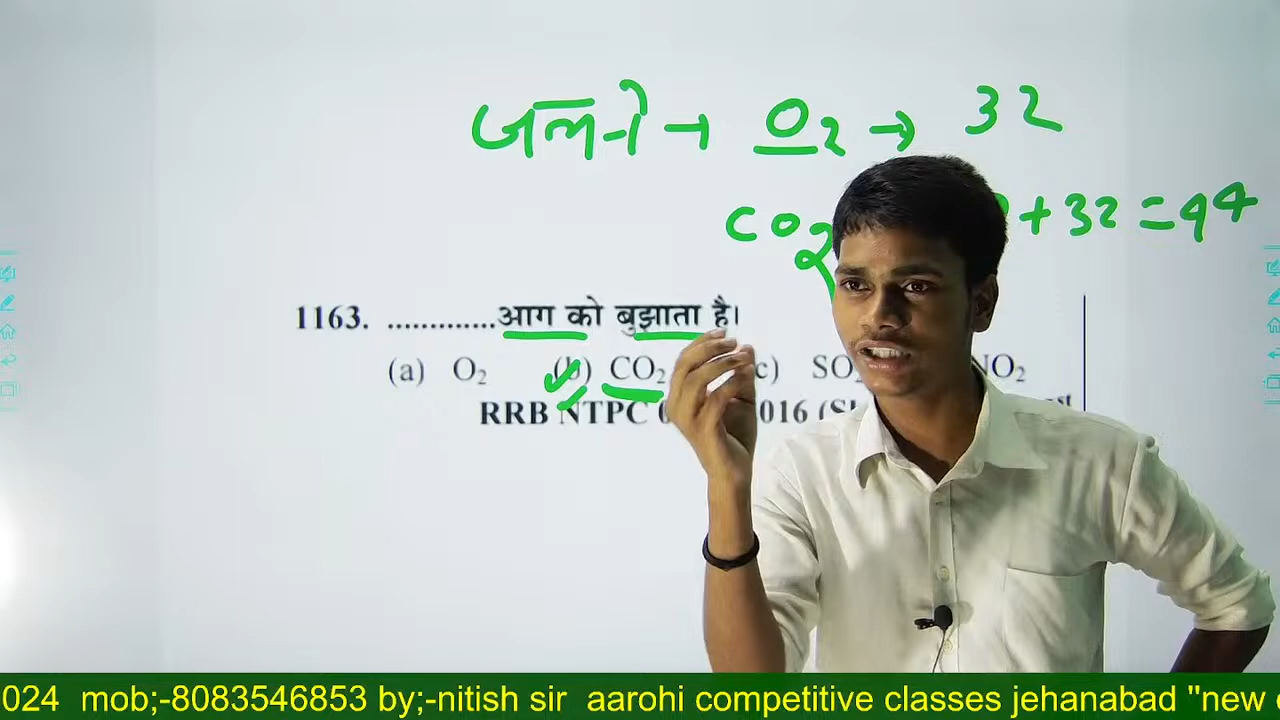 जलने → O₂ → 32
CO₂ + 32 = 44
1163. .............आग को बुझाता है।
(a) O₂ (b) CO₂ c) SO NO₂
RRB NTPC 016
024 mob;-8083546853 by;-nitish sir aarohi competitive classes jehanabad "new